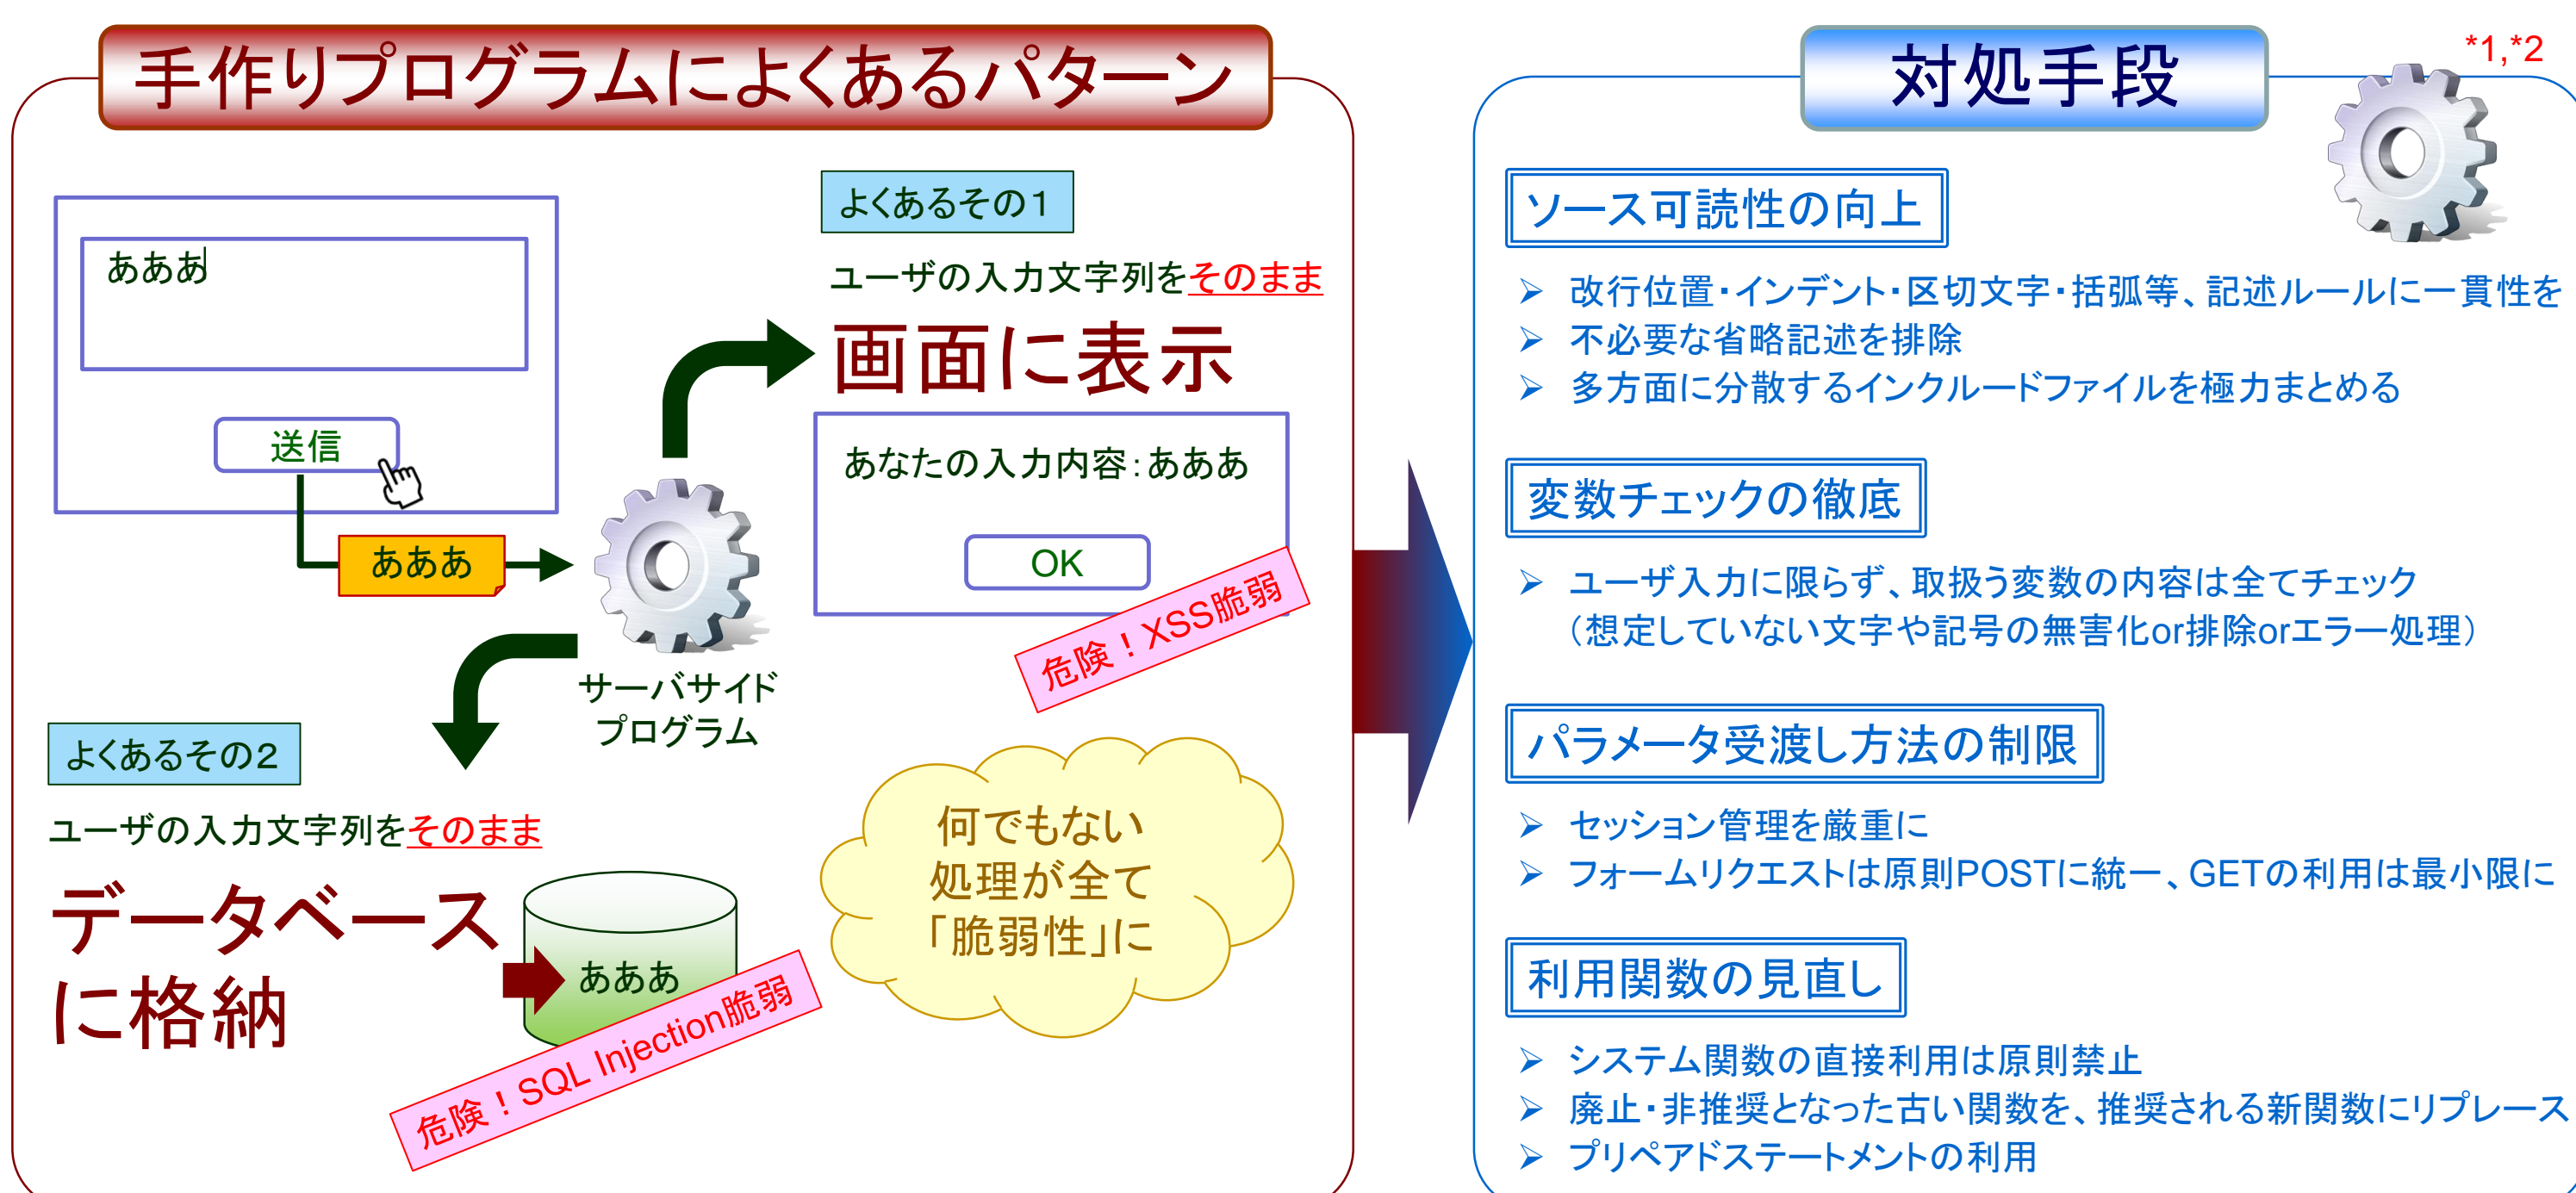 手作りプログラムによくあるパターン
あああ
送信
あああ
サーバサイド
プログラム
よくあるその1
ユーザの入力文字列をそのまま
画面に表示
あなたの入力内容：あああ
OK
危険！XSS脆弱
よくあるその2
ユーザの入力文字列をそのまま
データベース
に格納
あああ
危険！SQL Injection脆弱
何でもない
処理が全て
「脆弱性」に
対処手段
*1,*2
ソース可読性の向上
➢ 改行位置・インデント・区切文字・括弧等、記述ルールに一貫性を
➢ 不必要な省略記述を排除
➢ 多方面に分散するインクルードファイルを極力まとめる
変数チェックの徹底
➢ ユーザ入力に限らず、取扱う変数の内容は全てチェック
（想定していない文字や記号の無害化or排除orエラー処理）
パラメータ受渡し方法の制限
➢ セッション管理を厳重に
➢ フォームリクエストは原則POSTに統一、GETの利用は最小限に
利用関数の見直し
➢ システム関数の直接利用は原則禁止
➢ 廃止・非推奨となった古い関数を、推奨される新関数にリプレース
➢ プリペアドステートメントの利用